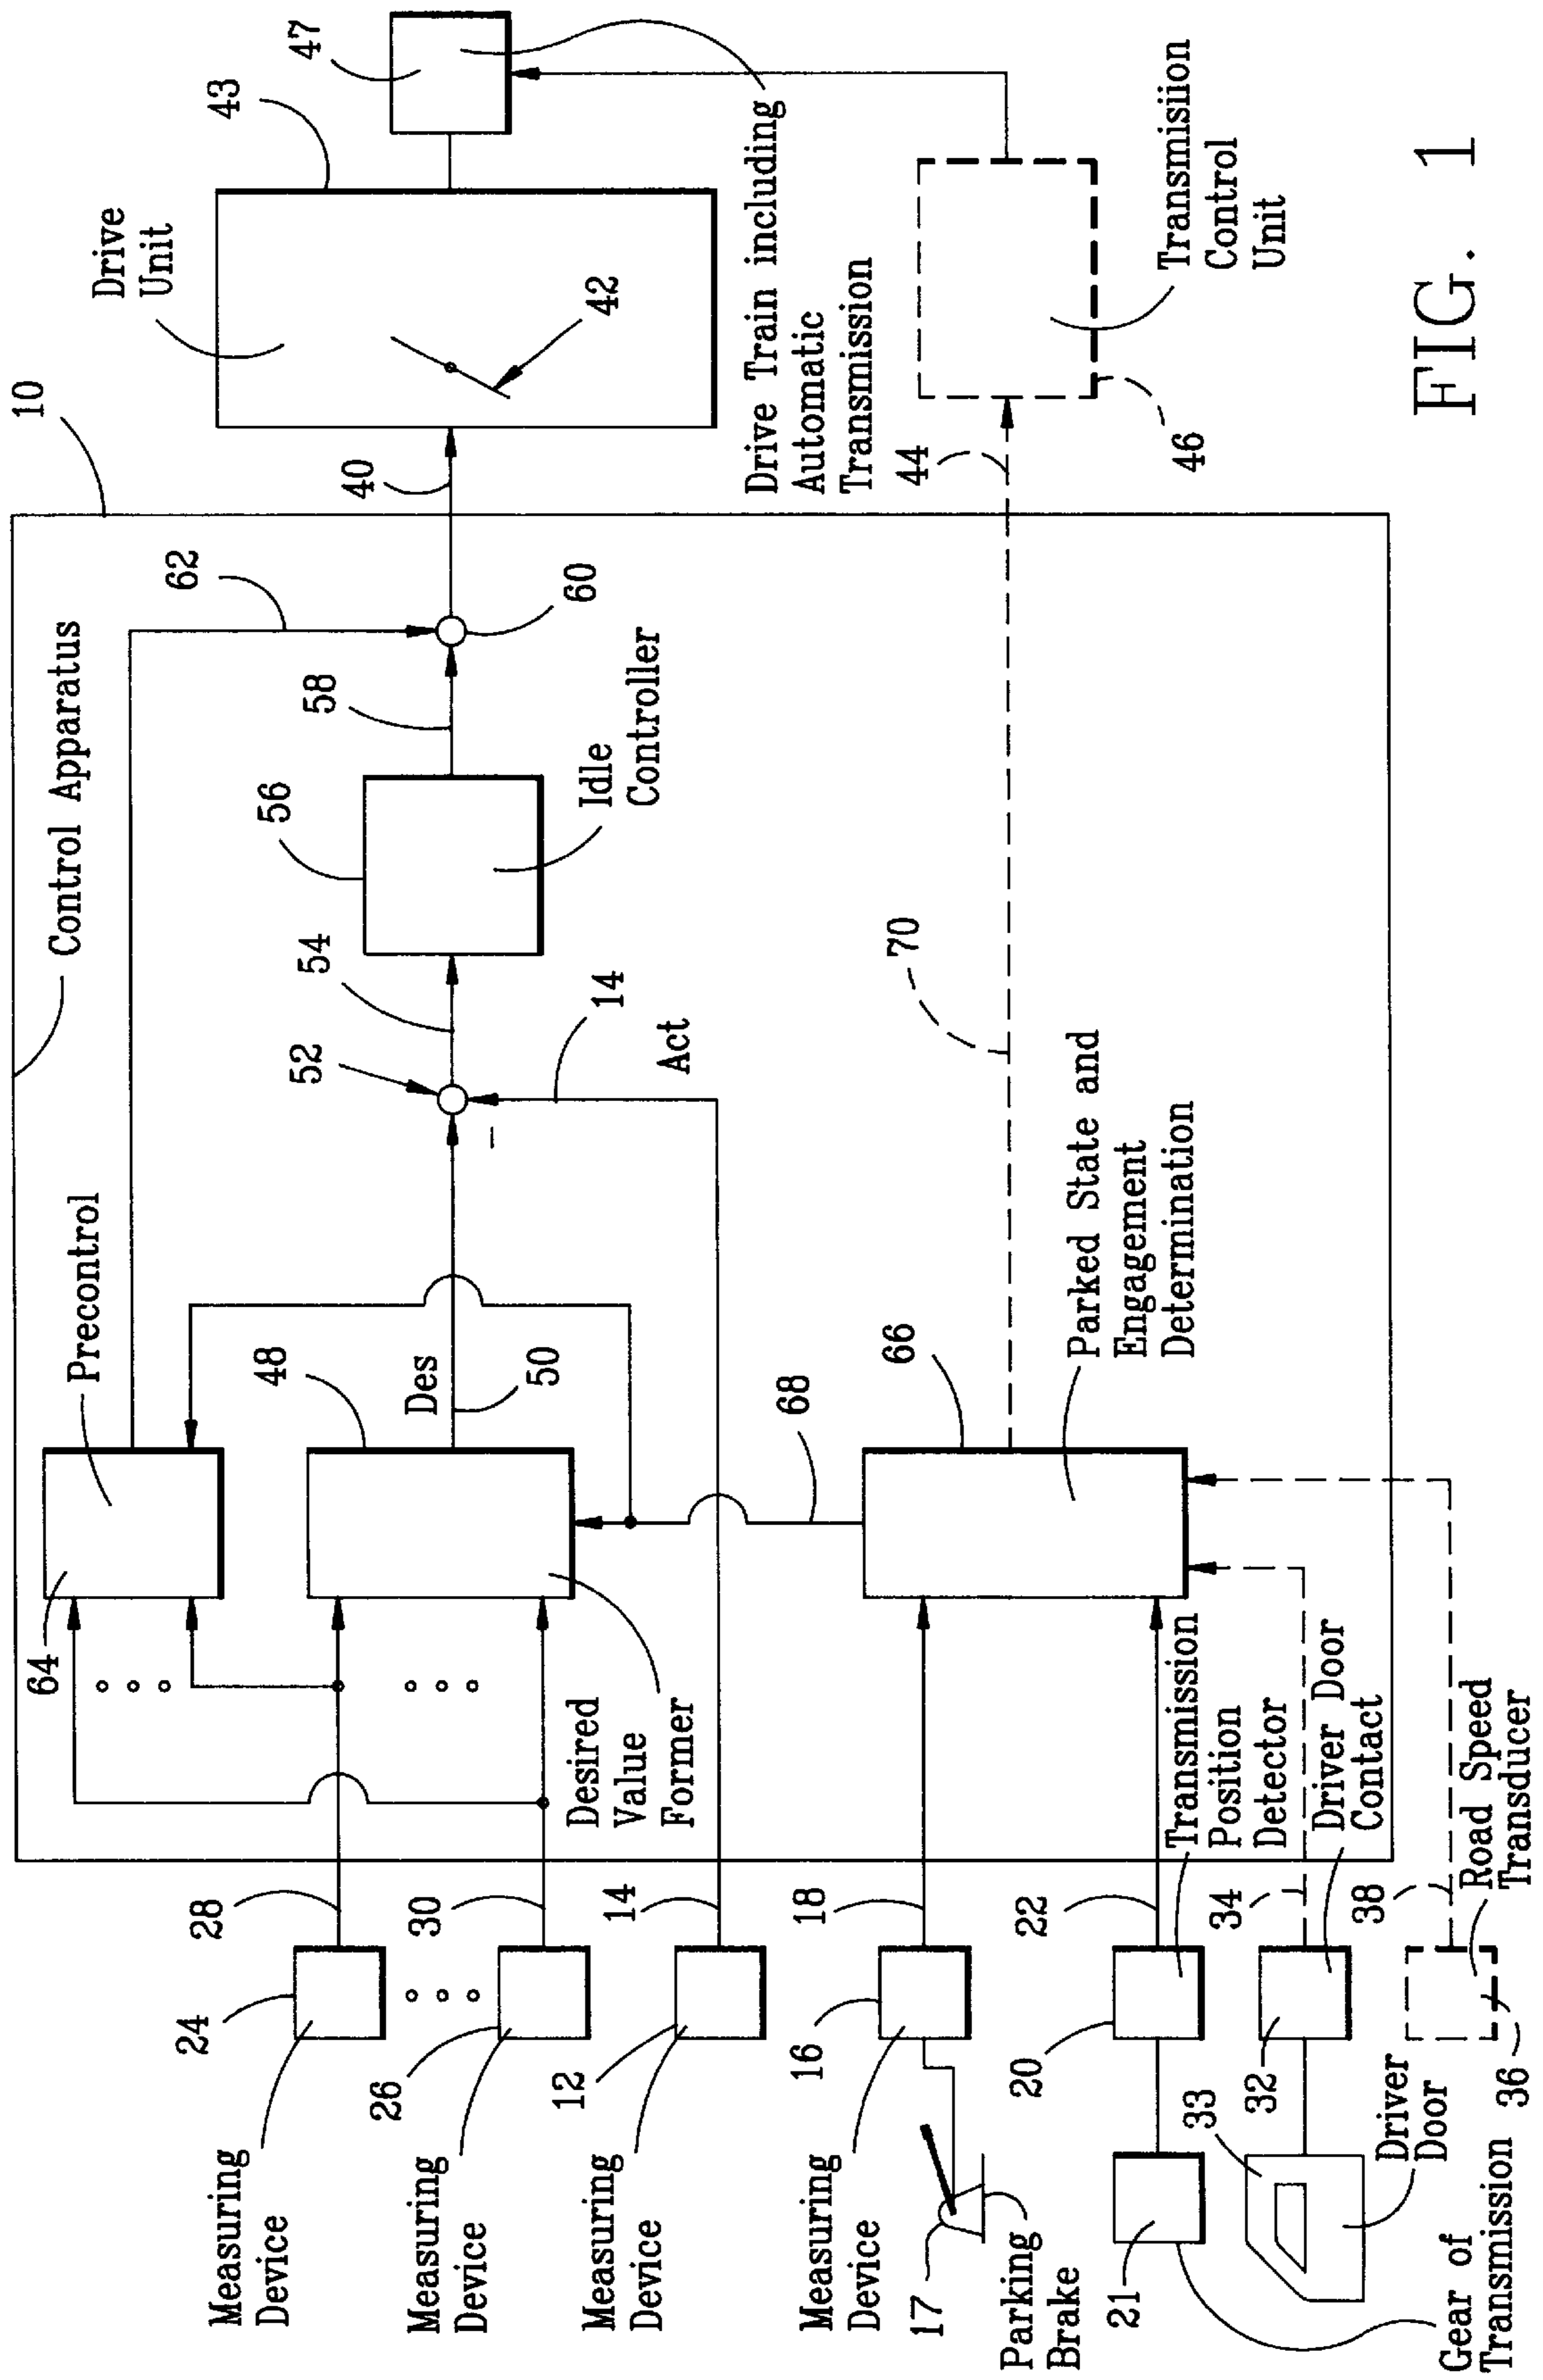 10
Control Apparatus
Precontrol
64
62
Drive
Unit
43
47
42
40
60
58
56
Idle
Controller
54
52
14
Act
Des
50
48
Desired
Value
Former
28
24
Measuring
Device
30
26
Measuring
Device
14
12
Measuring
Device
18
16
Measuring
Device
17
Parking
Brake
22
20
21
Transmission
Position
Detector
Gear of
Transmission
34
32
33
Driver Door
Contact
Driver
Door
38
36
Road Speed
Transducer
68
66
Parked State and
Engagement
Determination
70
44
46
Drive Train including
Automatic
Transmission
Transmisiion
Control
Unit
FIG. 1